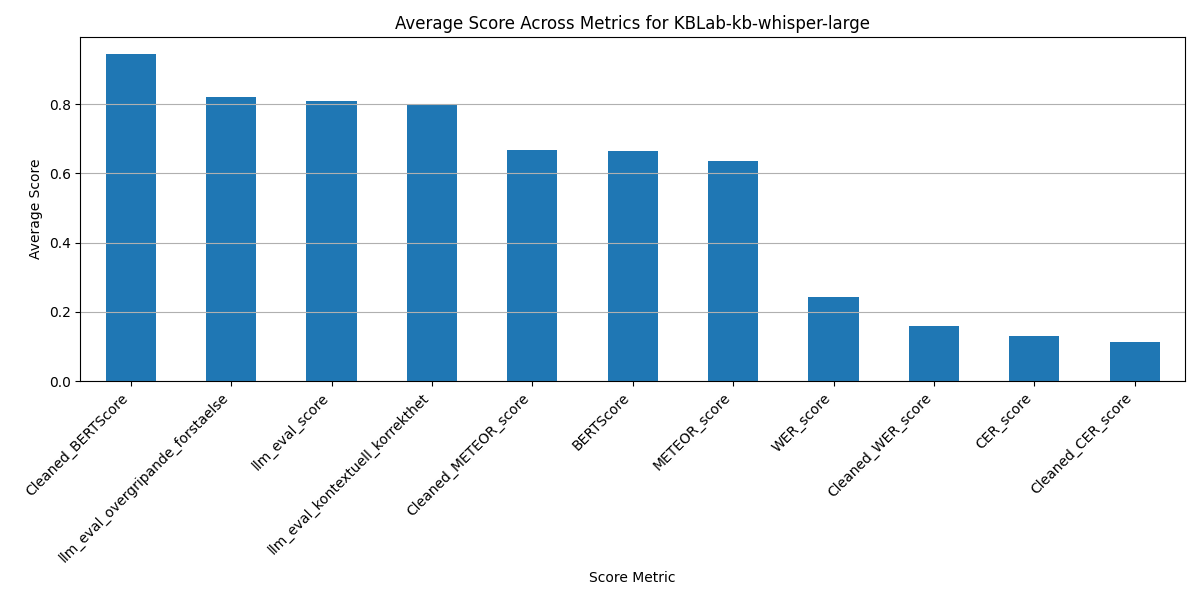 Average Score Across Metrics for KBLab-kb-whisper-large
Average Score
0.8
0.6
0.4
0.2
0.0
Cleaned_BERTScore
llm_eval_overgripande_forstaelse
llm_eval_score
llm_eval_kontextuell_korrekthet
Cleaned_METEOR_score
BERTScore
METEOR_score
WER_score
Cleaned_WER_score
CER_score
Cleaned_CER_score
Score Metric